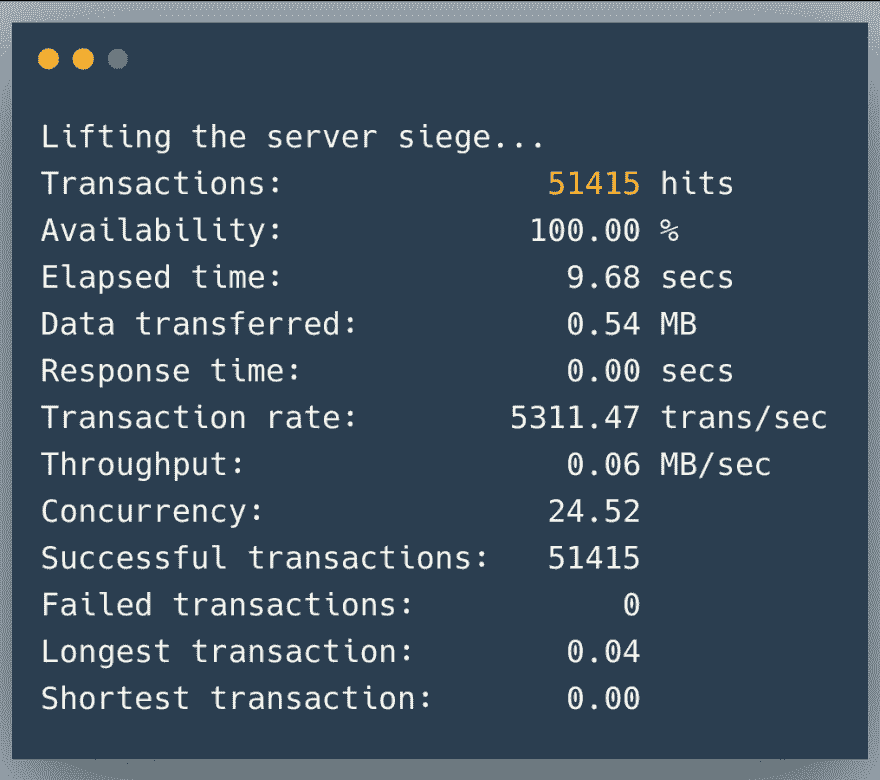 Lifting the server siege...
Transactions: 51415 hits
Availability: 100.00 %
Elapsed time: 9.68 secs
Data transferred: 0.54 MB
Response time: 0.00 secs
Transaction rate: 5311.47 trans/sec
Throughput: 0.06 MB/sec
Concurrency: 24.52
Successful transactions: 51415
Failed transactions: 0
Longest transaction: 0.04
Shortest transaction: 0.00